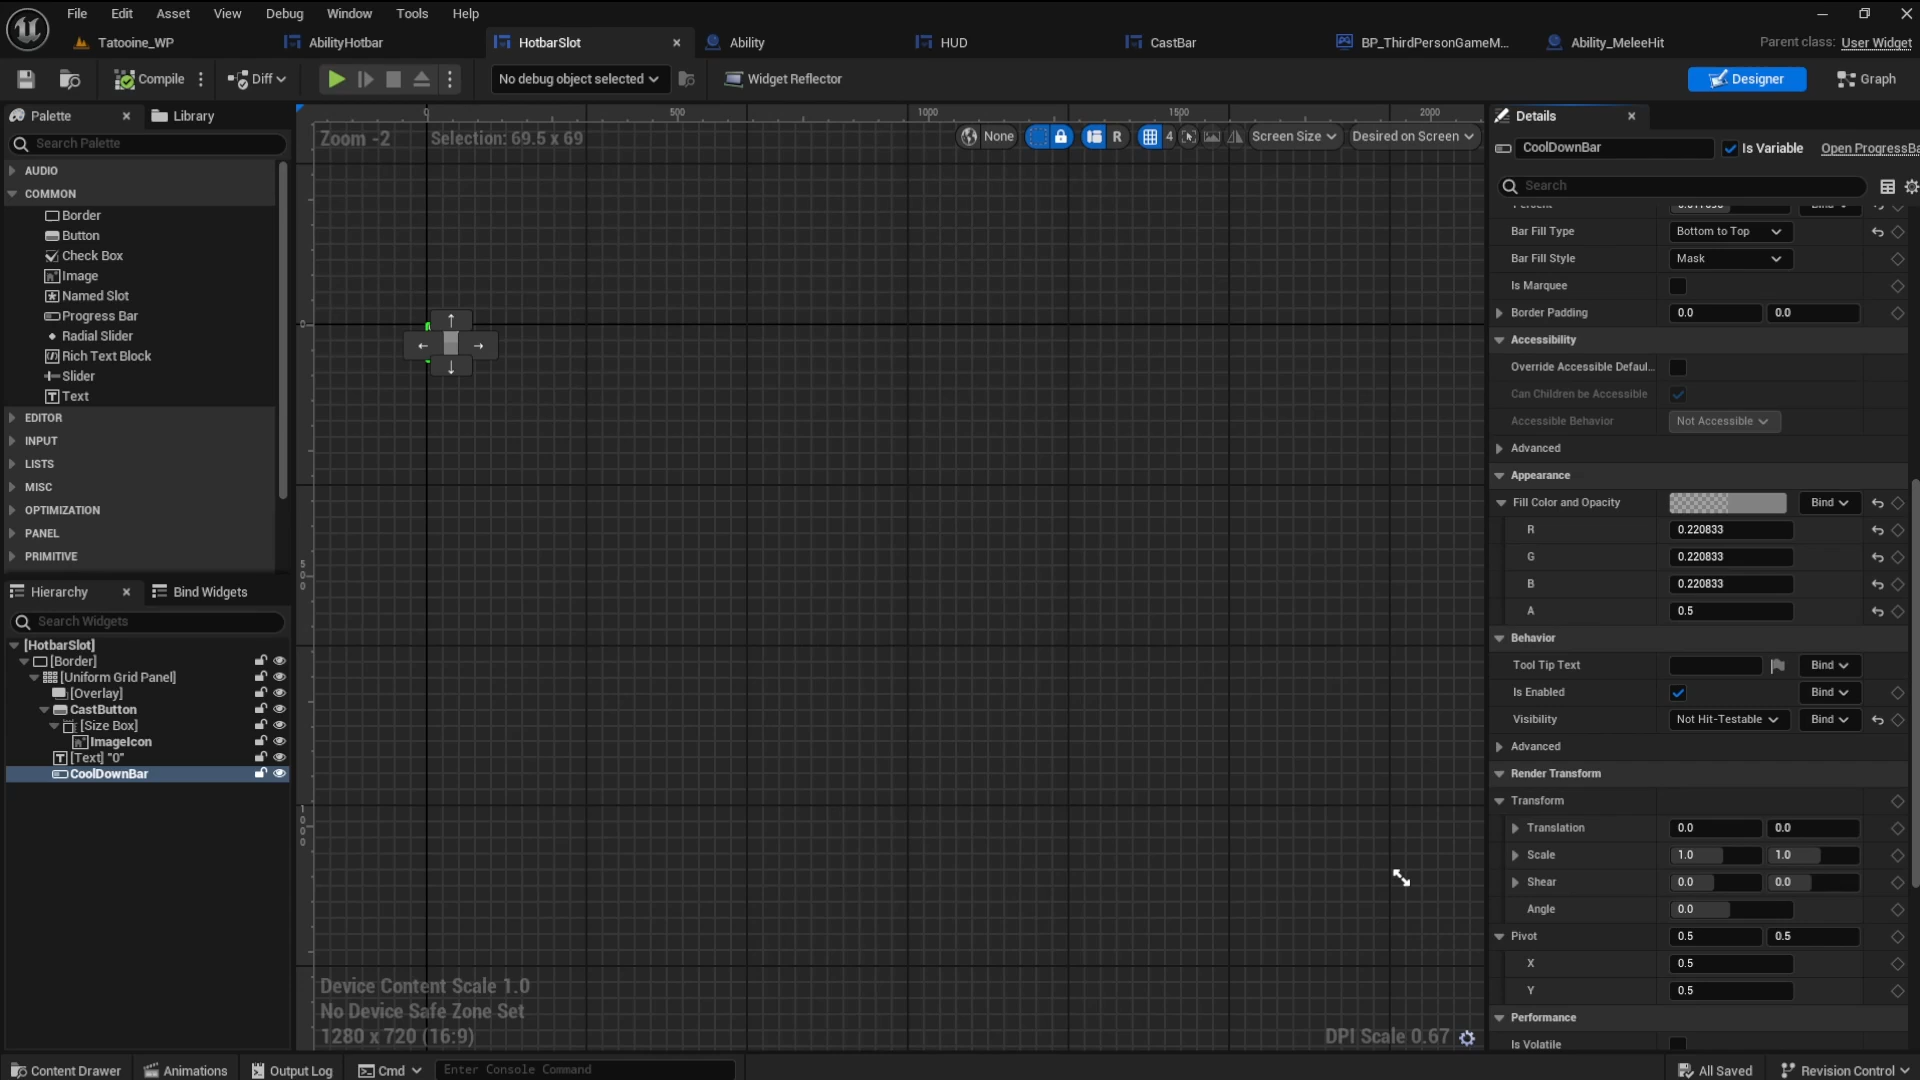 File Edit Asset View Debug Window Tools Help
Tatooine_WP AbilityHotbar HotbarSlot Ability HUD CastBar BP_ThirdPersonGameM... Ability_MeleeHit Parent class: User Widget
Compile Diff No debug object selected Widget Reflector Designer Graph
Palette Library
Search Palette
AUDIO
COMMON
Border
Button
Check Box
Image
Named Slot
Progress Bar
Radial Slider
Rich Text Block
Slider
Text
EDITOR
INPUT
LISTS
MISC
OPTIMIZATION
PANEL
PRIMITIVE
Hierarchy Bind Widgets
Search Widgets
[HotbarSlot]
[Border]
[Uniform Grid Panel]
[Overlay]
CastButton
[Size Box]
ImageIcon
[Text] "0"
CoolDownBar
0 500 1000 1500 2000
Zoom -2 Selection: 69.5 x 69 None R 4 Screen Size Desired on Screen
0
5
0
0
1
0
0
0
Device Content Scale 1.0
No Device Safe Zone Set
1280 x 720 (16:9) DPI Scale 0.67
Details
CoolDownBar Is Variable Open ProgressBa
Search
Bar Fill Type Bottom to Top
Bar Fill Style Mask
Is Marquee
Border Padding 0.0 0.0
Accessibility
Override Accessible Defaul...
Can Children be Accessible
Accessible Behavior Not Accessible
Advanced
Appearance
Fill Color and Opacity Bind
R 0.220833
G 0.220833
B 0.220833
A 0.5
Behavior
Tool Tip Text Bind
Is Enabled Bind
Visibility Not Hit-Testable Bind
Advanced
Render Transform
Transform
Translation 0.0 0.0
Scale 1.0 1.0
Shear 0.0 0.0
Angle 0.0
Pivot 0.5 0.5
X 0.5
Y 0.5
Performance
Is Volatile
Content Drawer Animations Output Log Cmd Enter Console Command All Saved Revision Control